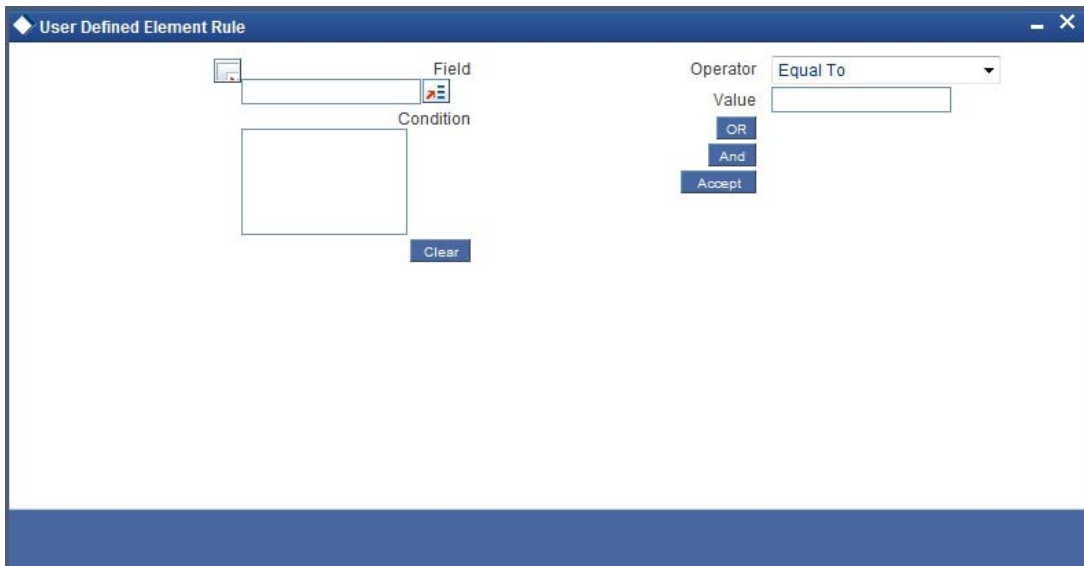 User Defined Element Rule
Field
Condition
Clear
Operator Equal To
Value
OR
And
Accept